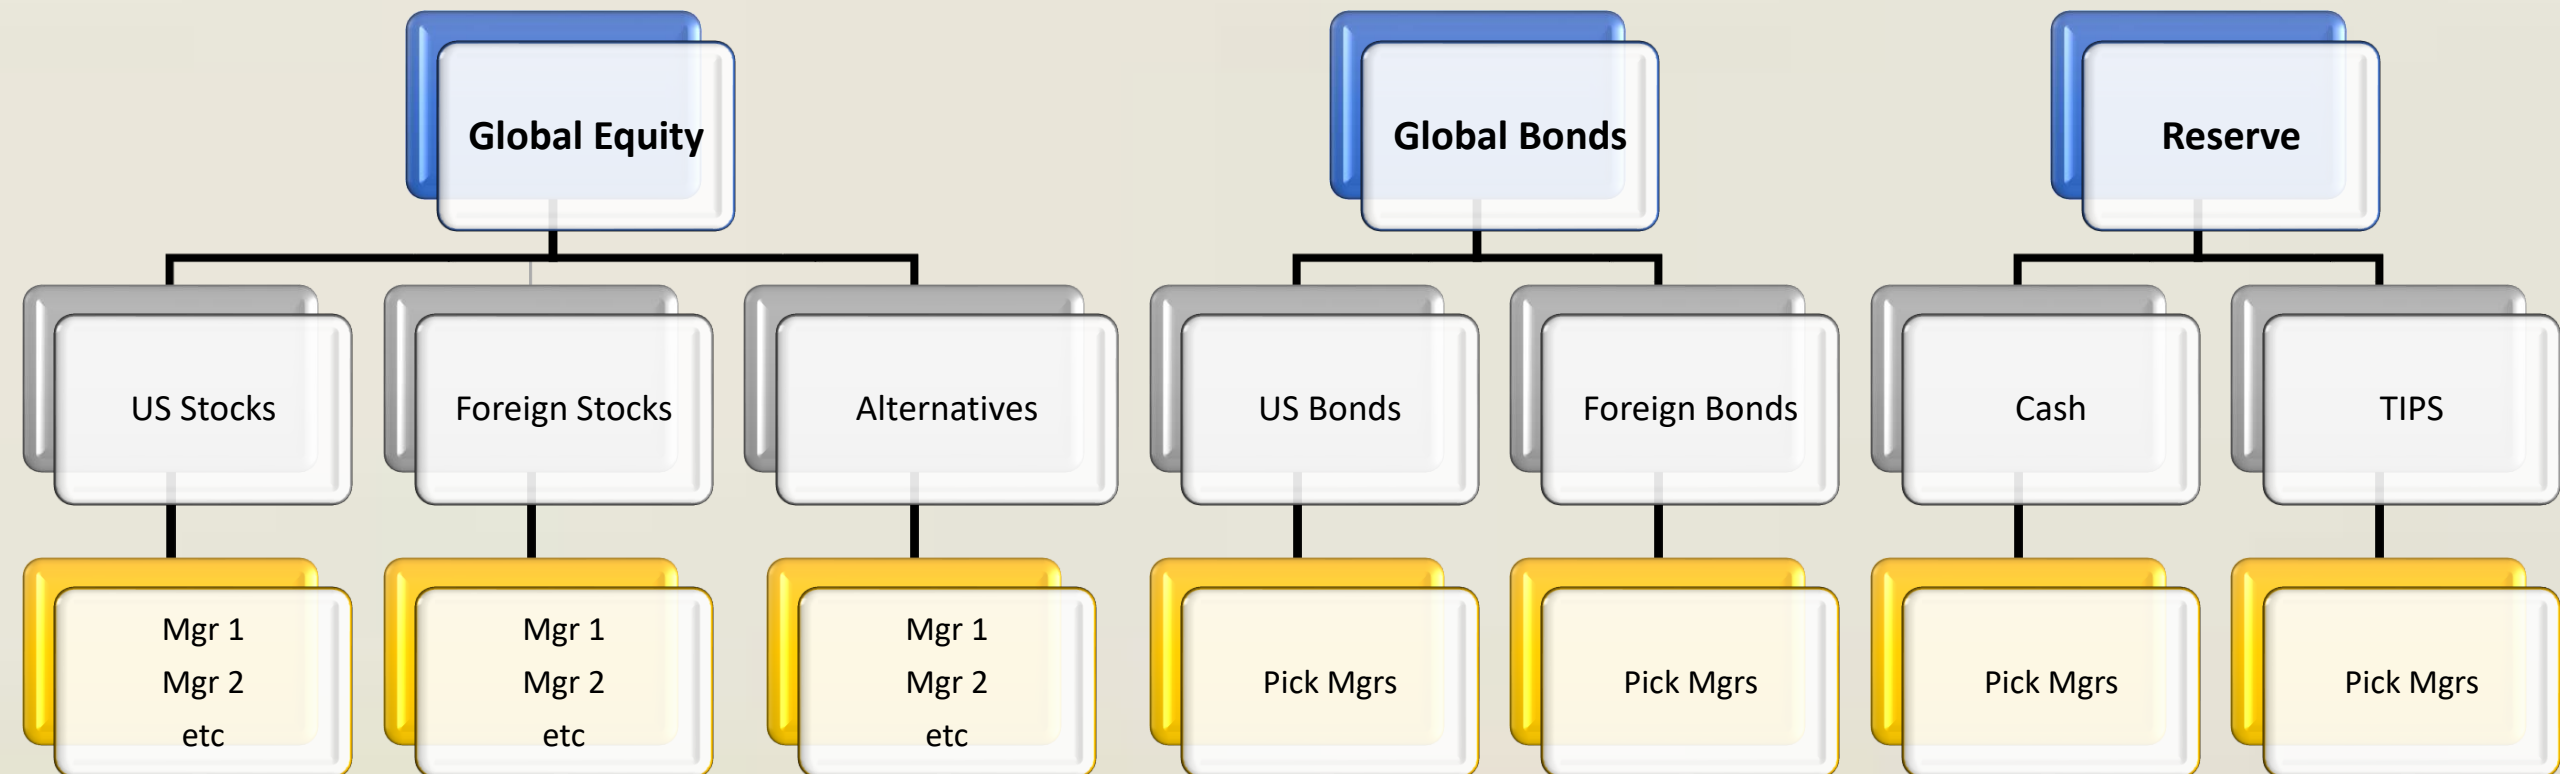 Global Equity
Global Bonds
Reserve
US Stocks
Foreign Stocks
Alternatives
US Bonds
Foreign Bonds
Cash
TIPS
Mgr 1
Mgr 2
etc
Mgr 1
Mgr 2
etc
Mgr 1
Mgr 2
etc
Pick Mgrs
Pick Mgrs
Pick Mgrs
Pick Mgrs